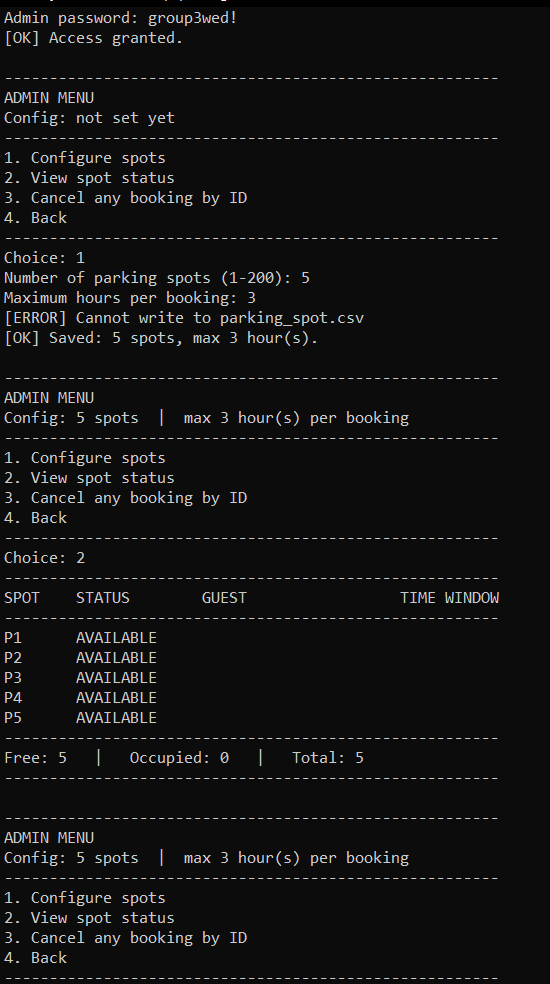 Admin password: group3wed!
[OK] Access granted.
-------------------------------------------------------
ADMIN MENU
Config: not set yet
-------------------------------------------------------
1. Configure spots
2. View spot status
3. Cancel any booking by ID
4. Back
-------------------------------------------------------
Choice: 1
Number of parking spots (1-200): 5
Maximum hours per booking: 3
[ERROR] Cannot write to parking_spot.csv
[OK] Saved: 5 spots, max 3 hour(s).
-------------------------------------------------------
ADMIN MENU
Config: 5 spots  |  max 3 hour(s) per booking
-------------------------------------------------------
1. Configure spots
2. View spot status
3. Cancel any booking by ID
4. Back
-------------------------------------------------------
Choice: 2
-------------------------------------------------------
SPOT    STATUS        GUEST                 TIME WINDOW
-------------------------------------------------------
P1      AVAILABLE
P2      AVAILABLE
P3      AVAILABLE
P4      AVAILABLE
P5      AVAILABLE
-------------------------------------------------------
Free: 5   |   Occupied: 0   |   Total: 5
-------------------------------------------------------
-------------------------------------------------------
ADMIN MENU
Config: 5 spots  |  max 3 hour(s) per booking
-------------------------------------------------------
1. Configure spots
2. View spot status
3. Cancel any booking by ID
4. Back
-------------------------------------------------------